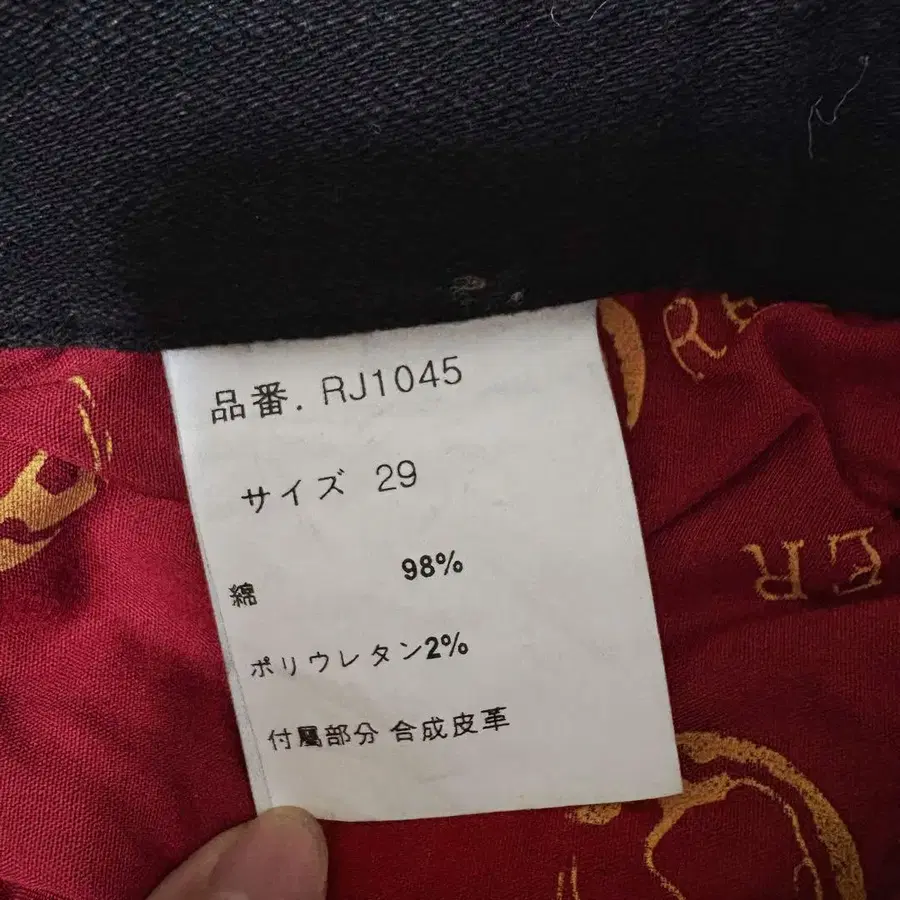 品番. RJ1045
サイズ 29
綿 98%
ポリウレタン2%
付属部分 合成皮革